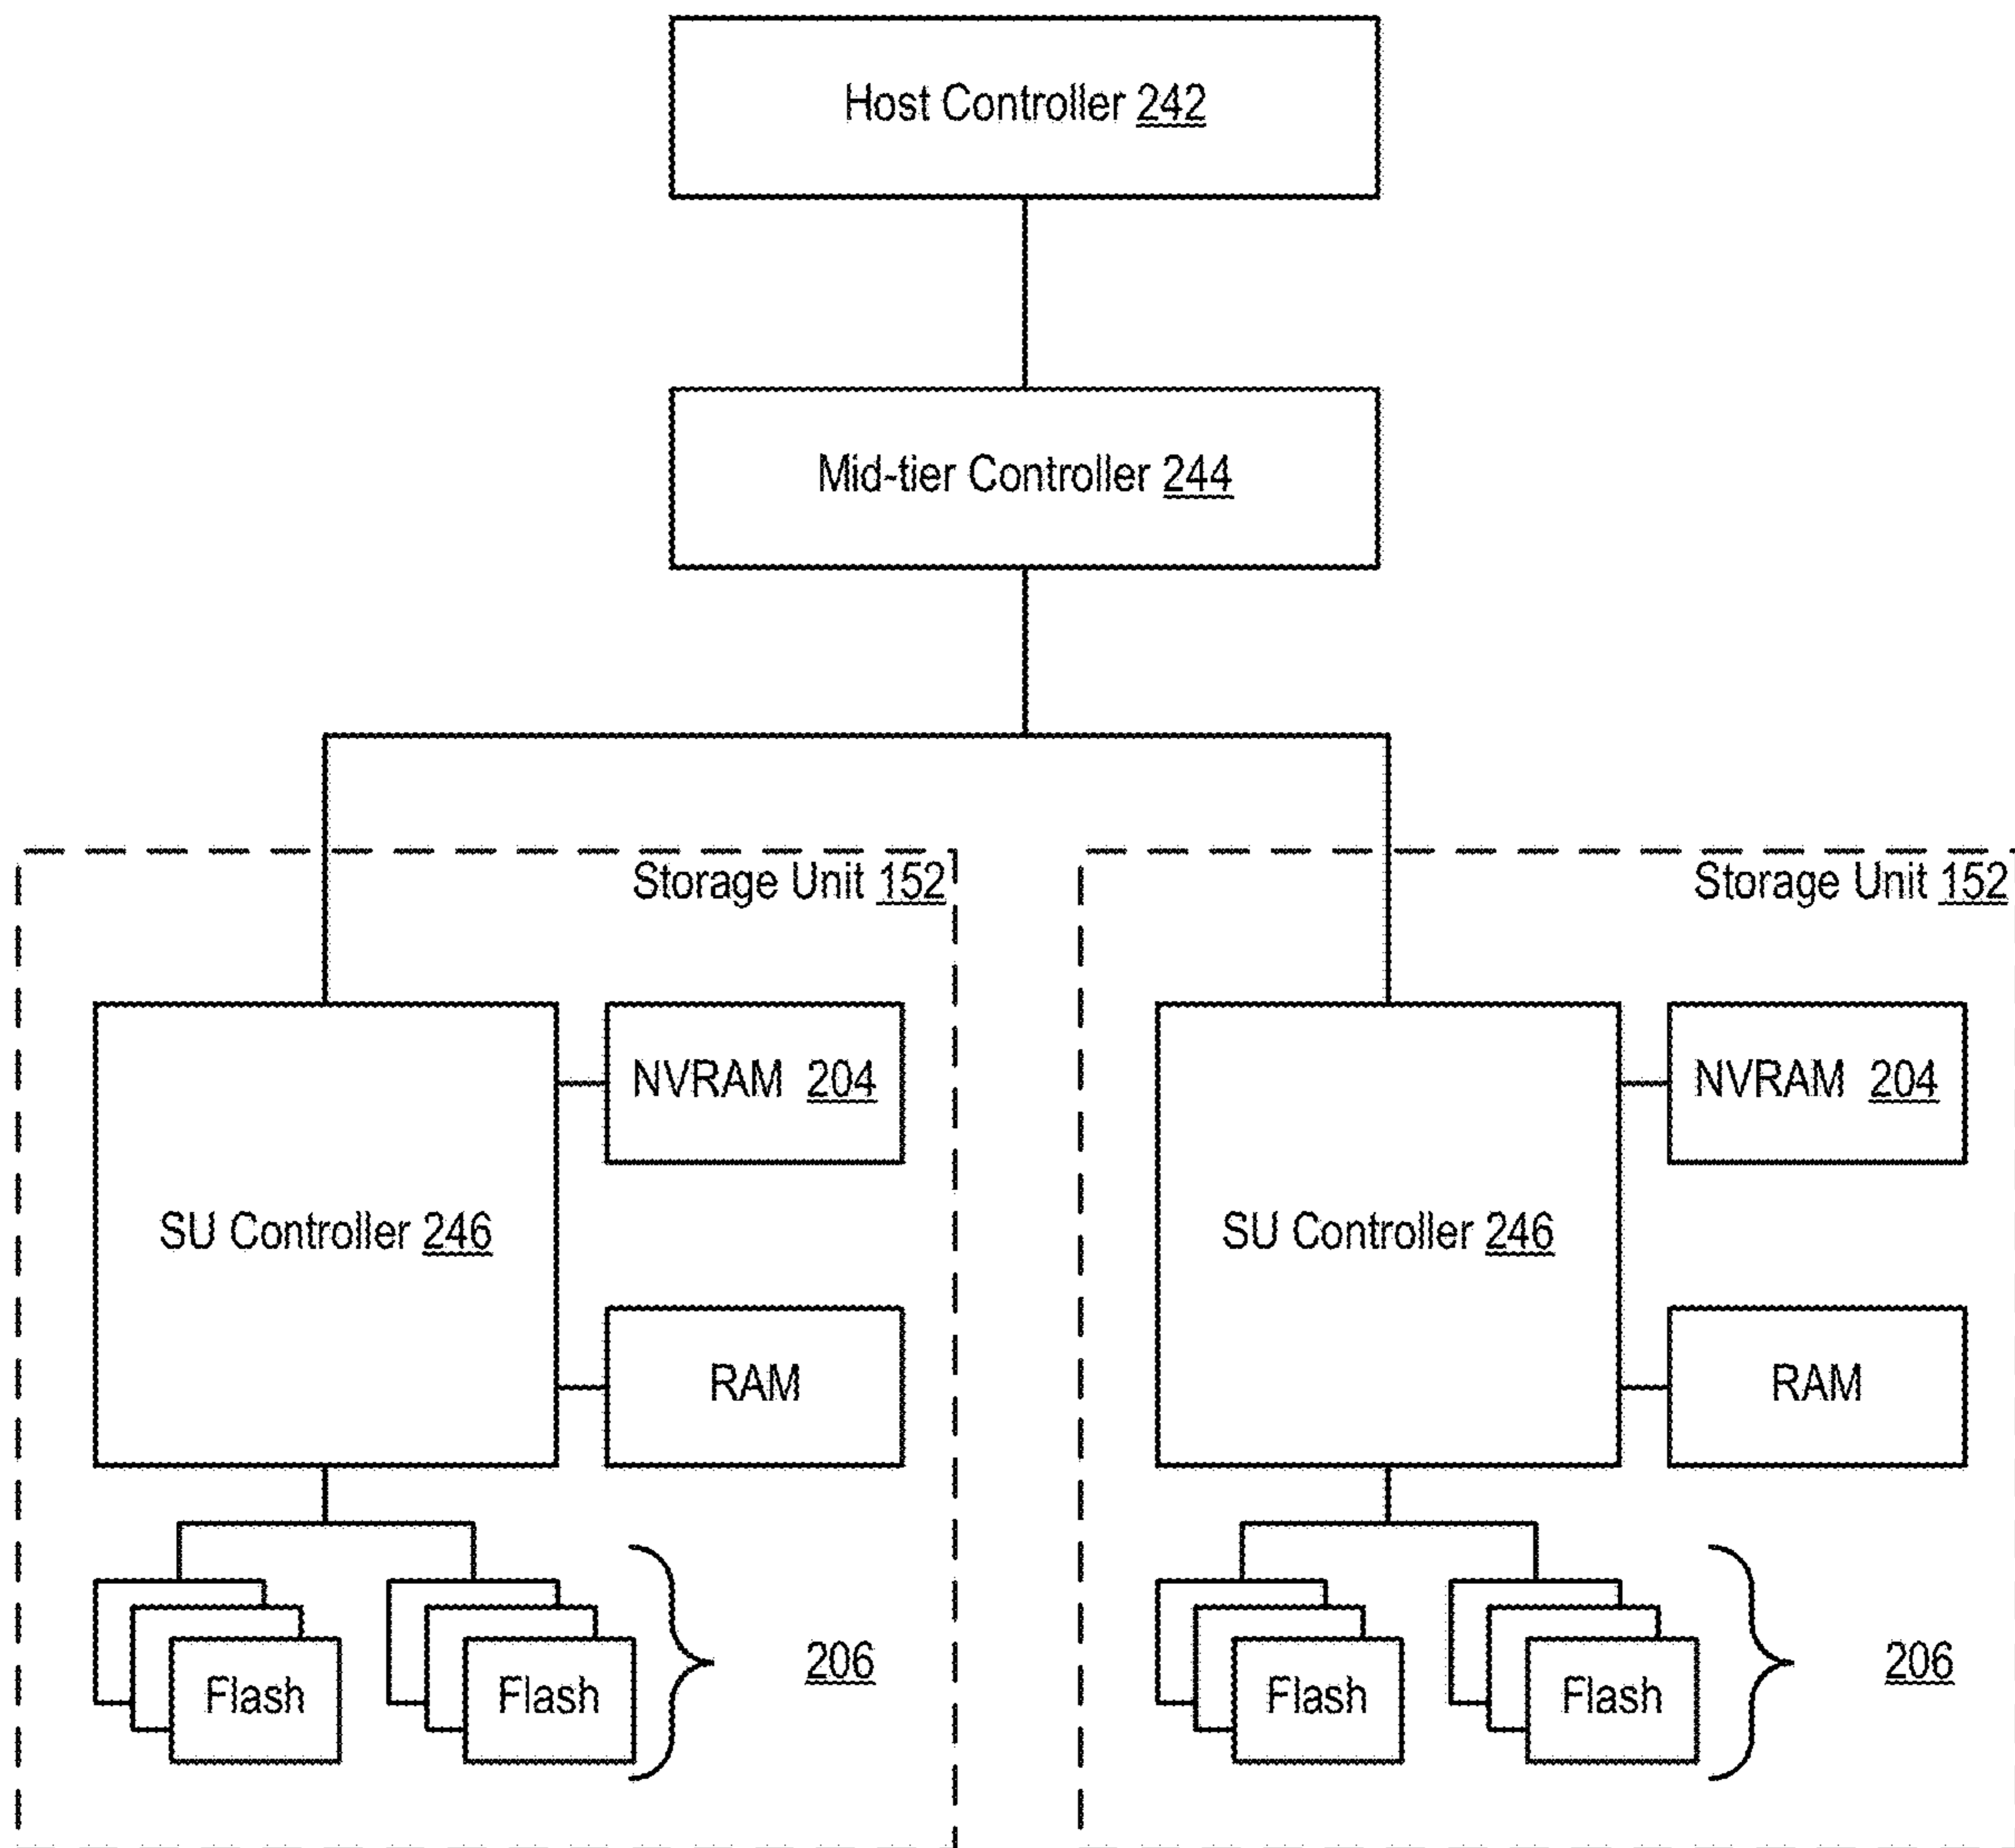 Host Controller 242
Mid-tier Controller 244
Storage Unit 152
NVRAM 204
SU Controller 246
RAM
Flash
Flash
206
Storage Unit 152
NVRAM 204
SU Controller 246
RAM
Flash
Flash
206